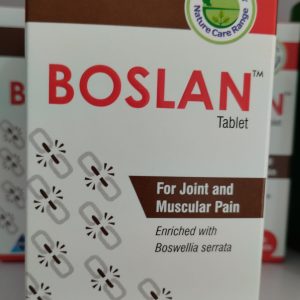 Nature Care Range
BOSLAN™
Tablet
For Joint and
Muscular Pain
Enriched with
Boswellia serrata